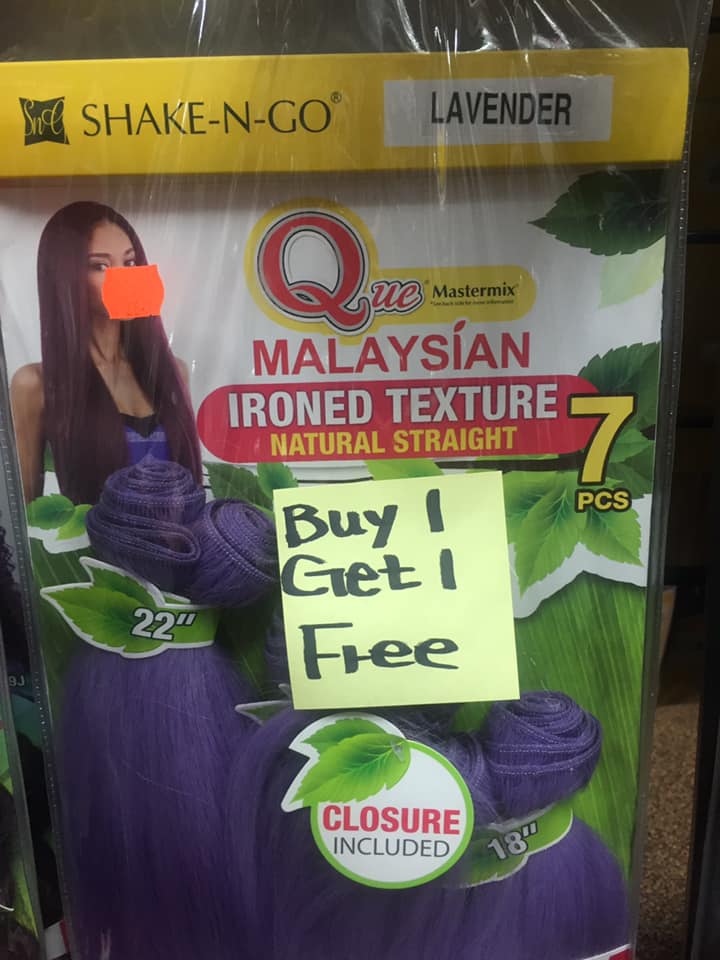 SnG SHAKE-N-GO®
LAVENDER
Que® Mastermix®
MALAYSÍAN
IRONED TEXTURE
NATURAL STRAIGHT
7
PCS
Buy 1
Get 1
Free
22"
CLOSURE
INCLUDED
18"